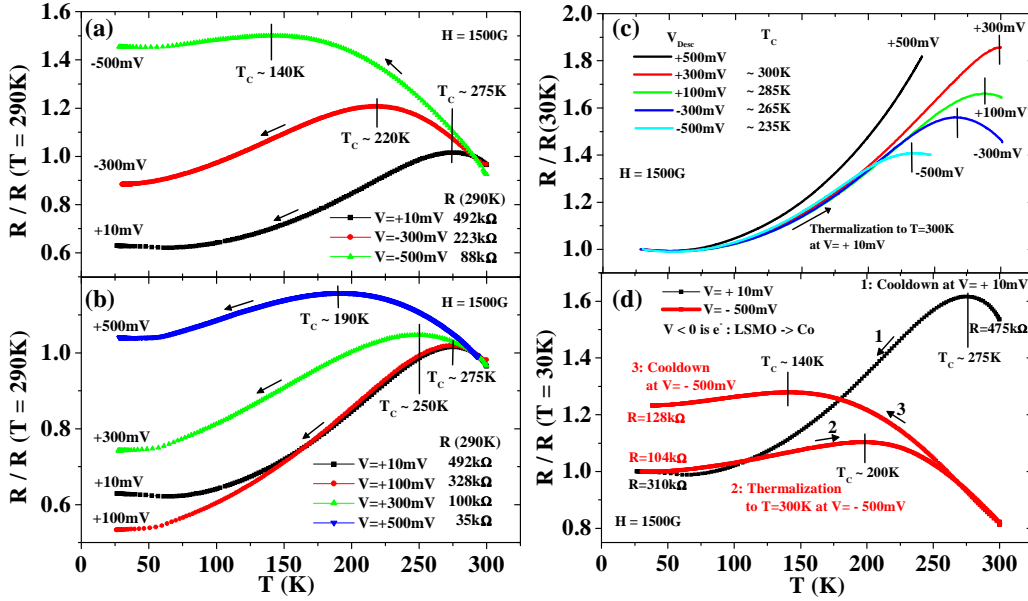 (a)
H = 1500G
-500mV
T_C ~ 140K
T_C ~ 275K
T_C ~ 220K
-300mV
+10mV
R (290K)
V=+10mV 492kΩ
V=-300mV 223kΩ
V=-500mV 88kΩ
R / R (T = 290K)
1.6
1.4
1.2
1.0
0.8
0.6
(b)
H = 1500G
+500mV
T_C ~ 190K
T_C ~ 275K
T_C ~ 250K
+300mV
+10mV
+100mV
R (290K)
V=+10mV 492kΩ
V=+100mV 328kΩ
V=+300mV 100kΩ
V=+500mV 35kΩ
R / R (T = 290K)
1.2
1.0
0.8
0.6
0 50 100 150 200 250 300
T (K)
(c)
V_Desc T_C
+500mV
+300mV ~ 300K
+100mV ~ 285K
-300mV ~ 265K
-500mV ~ 235K
+500mV
+300mV
+100mV
-300mV
-500mV
H = 1500G
Thermalization to T=300K
at V= + 10mV
R / R(30K)
2.0
1.8
1.6
1.4
1.2
1.0
(d)
V= + 10mV
V= - 500mV
V < 0 is e⁻ : LSMO -> Co
1: Cooldown at V= + 10mV
R=475kΩ
T_C ~ 275K
1
T_C ~ 140K
3: Cooldown
at V= - 500mV
R=128kΩ
3
2
R=104kΩ
R=310kΩ
T_C ~ 200K
2: Thermalization
to T=300K at V= - 500mV
H = 1500G
R / R (T = 30K)
1.6
1.4
1.2
1.0
0.8
0 50 100 150 200 250 300
T (K)